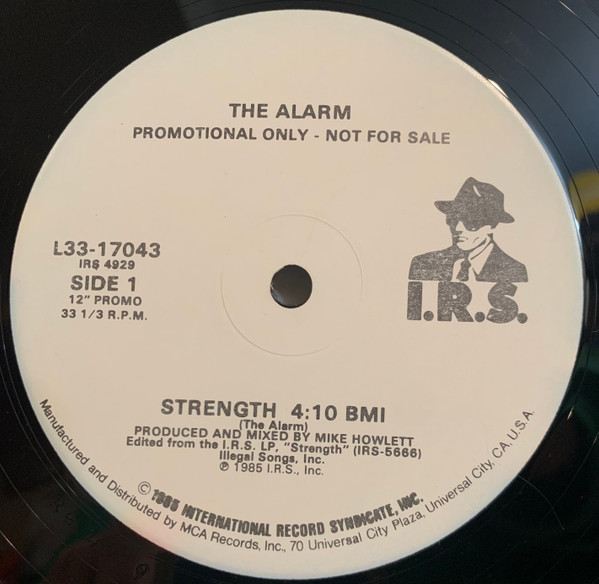 THE ALARM
PROMOTIONAL ONLY - NOT FOR SALE
L33-17043
IRS 4929
SIDE 1
12" PROMO
33 1/3 R.P.M.
I.R.S.
STRENGTH 4:10 BMI
(The Alarm)
PRODUCED AND MIXED BY MIKE HOWLETT
Edited from the I.R.S. LP, "Strength" (IRS-5666)
Illegal Songs, Inc.
℗ 1985 I.R.S., Inc.
© 1985 INTERNATIONAL RECORD SYNDICATE, INC.
Manufactured and Distributed by MCA Records, Inc., 70 Universal City Plaza, Universal City, CA. U.S.A.